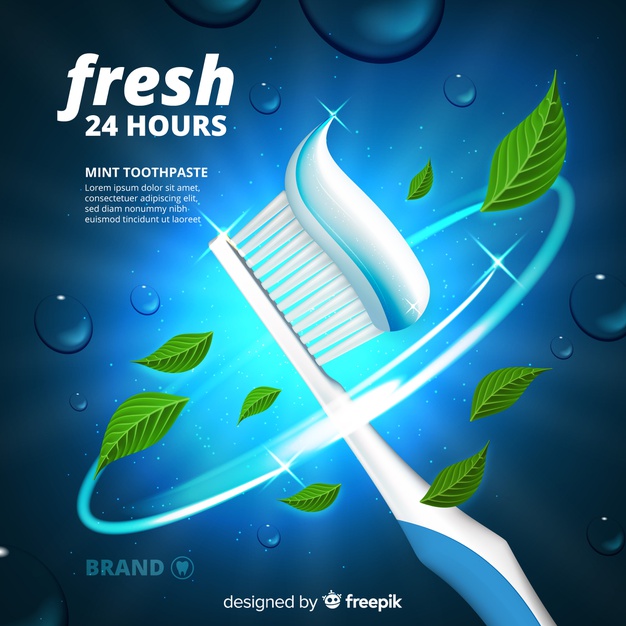 fresh
24 HOURS
MINT TOOTHPASTE
Lorem ipsum dolor sit amet,
consectetuer adipiscing elit,
sed diam nonummy nibh
euismod tincidunt ut laoreet
BRAND
designed by freepik